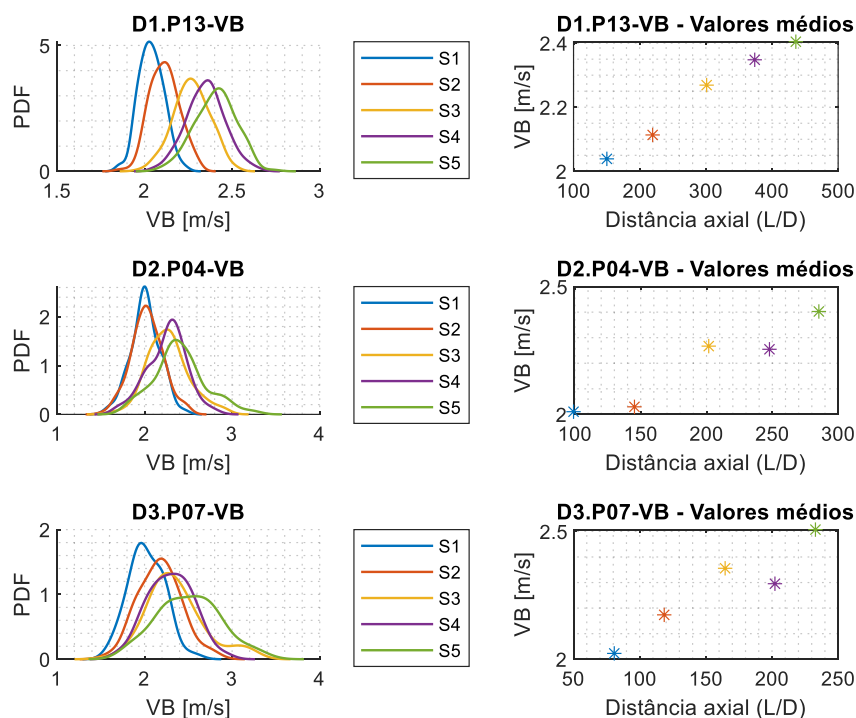 D1.P13-VB
PDF
5
0
1.5
2
2.5
3
VB [m/s]
S1
S2
S3
S4
S5
D1.P13-VB - Valores médios
VB [m/s]
2.4
2.2
2
100
200
300
400
500
Distância axial (L/D)
D2.P04-VB
PDF
2
1
0
1
2
3
4
VB [m/s]
S1
S2
S3
S4
S5
D2.P04-VB - Valores médios
VB [m/s]
2.5
2
100
150
200
250
300
Distância axial (L/D)
D3.P07-VB
PDF
2
1
0
1
2
3
4
VB [m/s]
S1
S2
S3
S4
S5
D3.P07-VB - Valores médios
VB [m/s]
2.5
2
50
100
150
200
250
Distância axial (L/D)